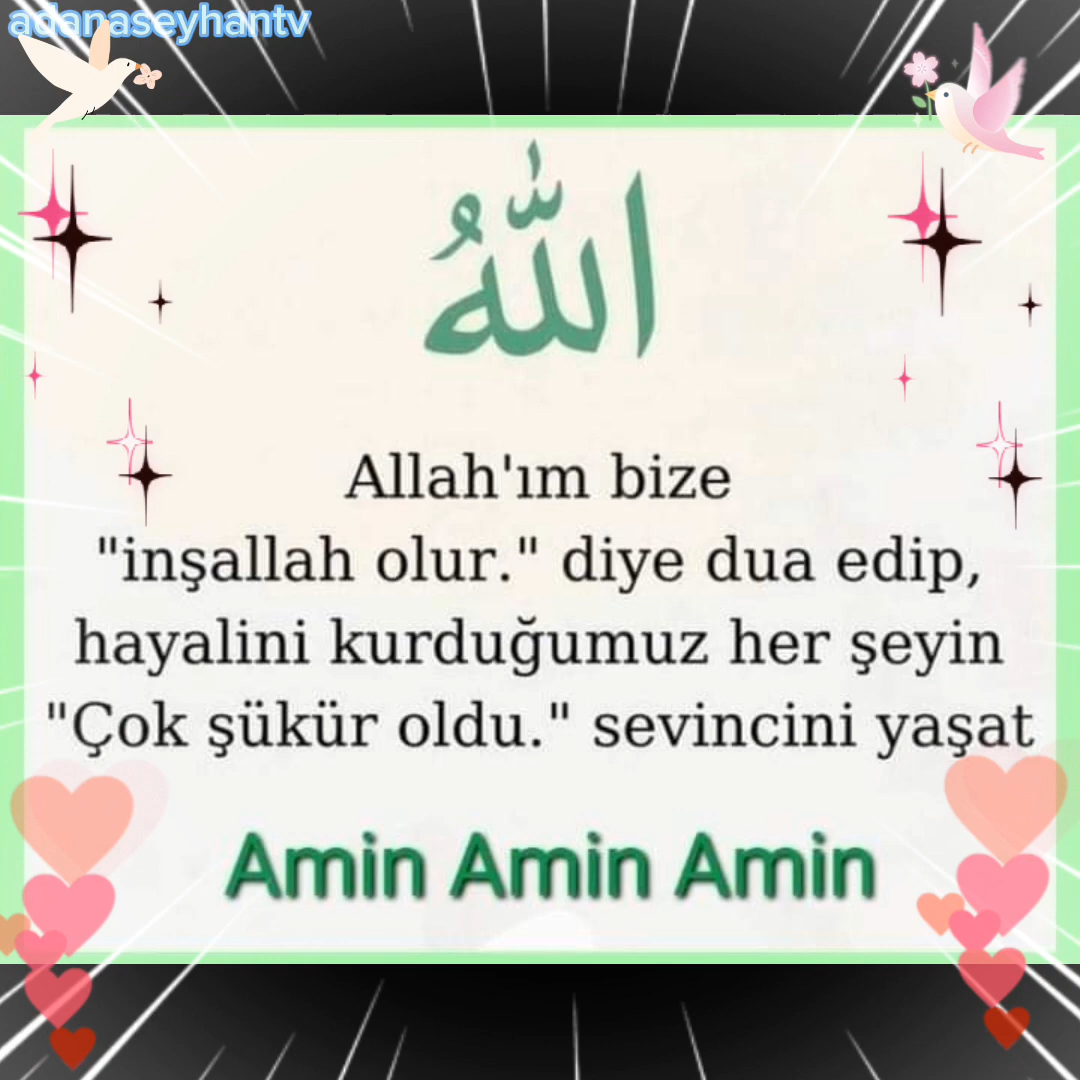 adanaseyhantv
اللّٰهُ
Allah'ım bize
"inşallah olur." diye dua edip,
hayalini kurduğumuz her şeyin
"Çok şükür oldu." sevincini yaşat
Amin Amin Amin